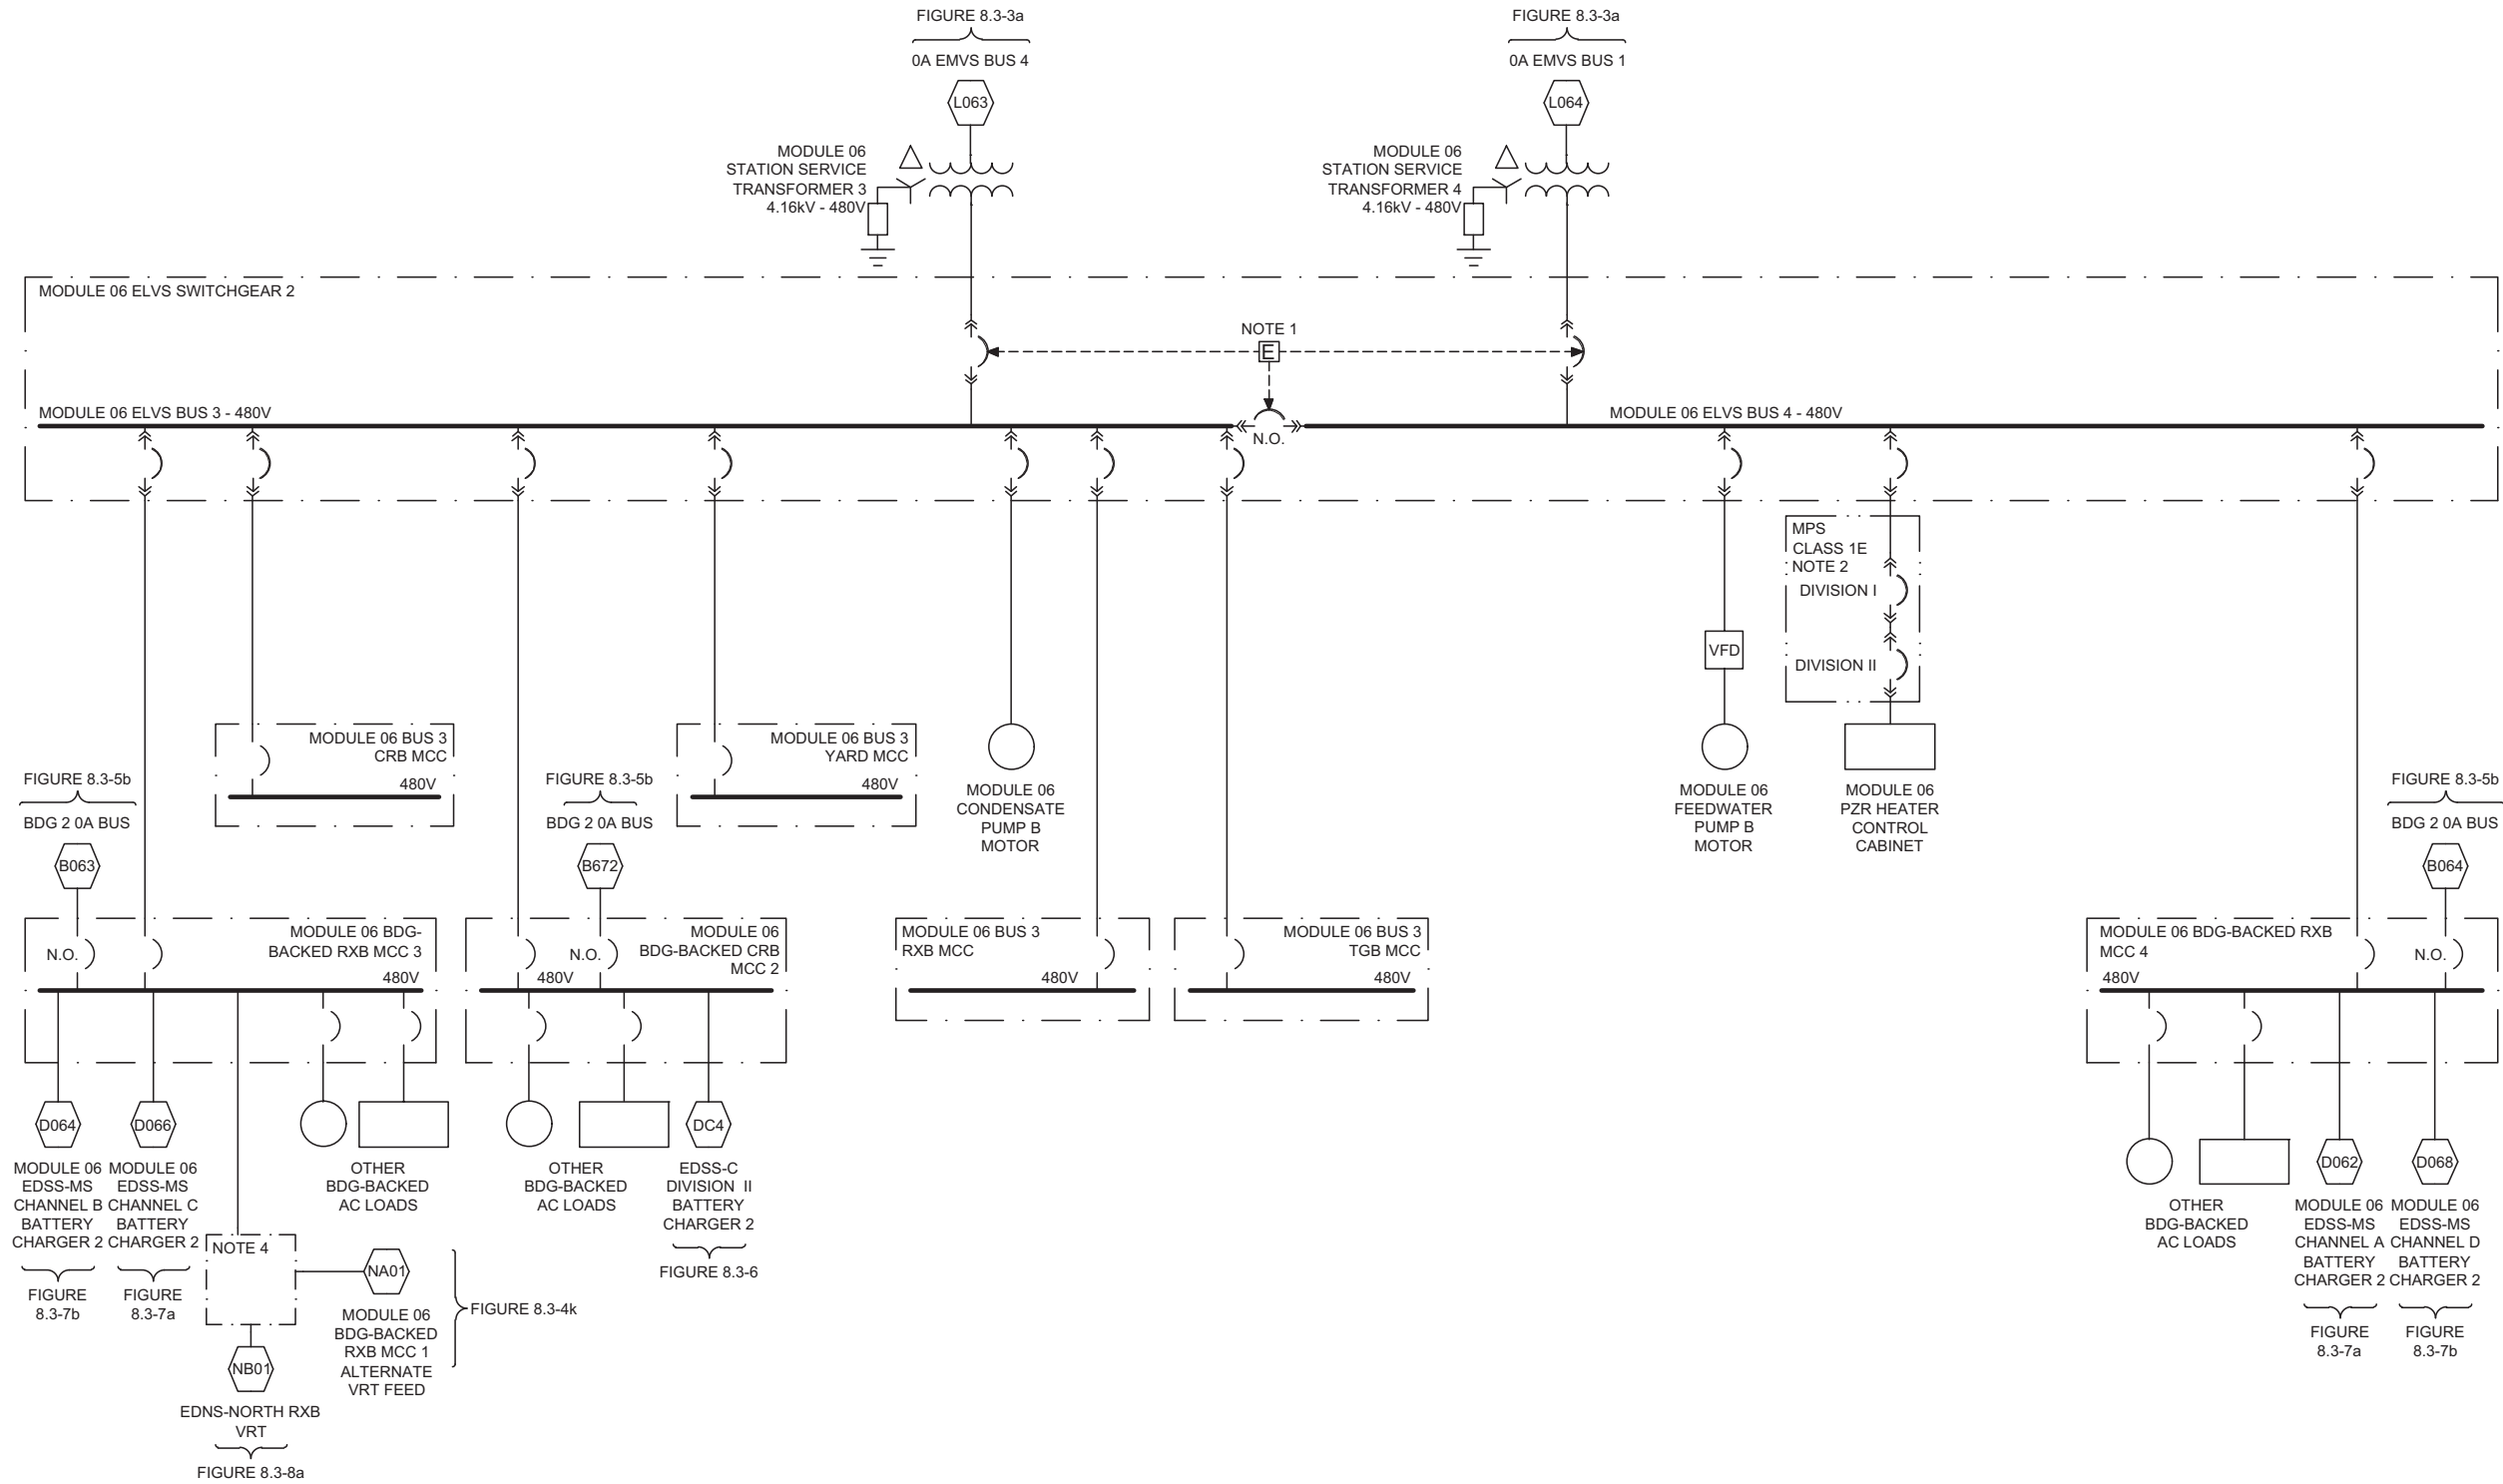 FIGURE 8.3-3a
0A EMVS BUS 4
L063
MODULE 06
STATION SERVICE
TRANSFORMER 3
4.16kV - 480V
FIGURE 8.3-3a
0A EMVS BUS 1
L064
MODULE 06
STATION SERVICE
TRANSFORMER 4
4.16kV - 480V
MODULE 06 ELVS SWITCHGEAR 2
NOTE 1
E
MODULE 06 ELVS BUS 3 - 480V
N.O.
MODULE 06 ELVS BUS 4 - 480V
MPS
CLASS 1E
NOTE 2
DIVISION I
DIVISION II
VFD
MODULE 06 BUS 3
CRB MCC
480V
MODULE 06 BUS 3
YARD MCC
480V
MODULE 06
CONDENSATE
PUMP B
MOTOR
MODULE 06
FEEDWATER
PUMP B
MOTOR
MODULE 06
PZR HEATER
CONTROL
CABINET
FIGURE 8.3-5b
BDG 2 0A BUS
B063
FIGURE 8.3-5b
BDG 2 0A BUS
B672
FIGURE 8.3-5b
BDG 2 0A BUS
B064
N.O.
MODULE 06 BDG-
BACKED RXB MCC 3
480V
N.O.
MODULE 06
BDG-BACKED CRB
MCC 2
480V
MODULE 06 BUS 3
RXB MCC
480V
MODULE 06 BUS 3
TGB MCC
480V
MODULE 06 BDG-BACKED RXB
MCC 4
480V
N.O.
D064
MODULE 06
EDSS-MS
CHANNEL B
BATTERY
CHARGER 2
FIGURE
8.3-7b
D066
MODULE 06
EDSS-MS
CHANNEL C
BATTERY
CHARGER 2
FIGURE
8.3-7a
OTHER
BDG-BACKED
AC LOADS
OTHER
BDG-BACKED
AC LOADS
DC4
EDSS-C
DIVISION II
BATTERY
CHARGER 2
FIGURE 8.3-6
NOTE 4
NA01
MODULE 06
BDG-BACKED
RXB MCC 1
ALTERNATE
VRT FEED
FIGURE 8.3-4k
NB01
EDNS-NORTH RXB
VRT
FIGURE 8.3-8a
OTHER
BDG-BACKED
AC LOADS
D062
MODULE 06
EDSS-MS
CHANNEL A
BATTERY
CHARGER 2
FIGURE
8.3-7a
D068
MODULE 06
EDSS-MS
CHANNEL D
BATTERY
CHARGER 2
FIGURE
8.3-7b